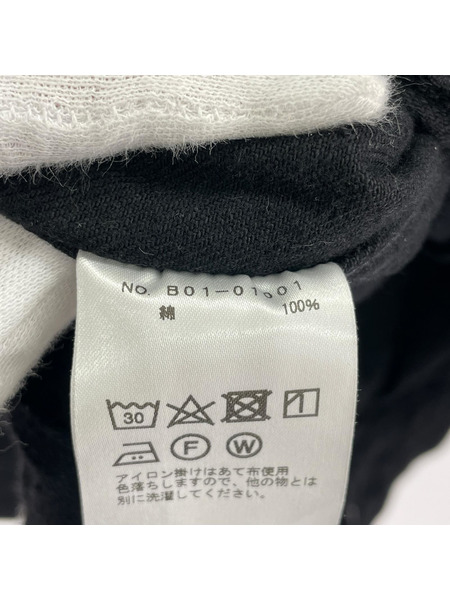 No. B01-01001
綿 100%
30
F W
アイロン掛けはあて布使用
色落ちしますので、他の物とは
別に洗濯してください。